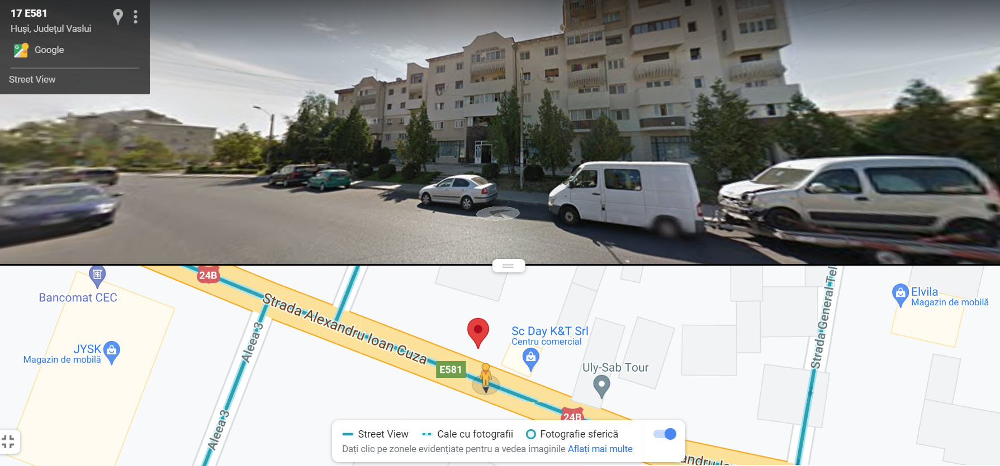 17 E581
Huși, Județul Vaslui
Google
Street View
24B
Bancomat CEC
Strada Alexandru Ioan Cuza
Strada General Tel
Elvila
Magazin de mobilă
Aleea 3
Sc Day K&T Srl
Centru comercial
JYSK
Magazin de mobilă
E581
Uly-Sab Tour
24B
Aleea 3
Street View
Cale cu fotografii
Fotografie sferică
Dați clic pe zonele evidențiate pentru a vedea imaginile Aflați mai multe